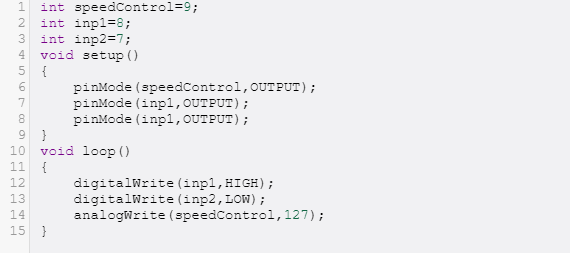 1 int speedControl=9;
2 int inp1=8;
3 int inp2=7;
4 void setup()
5 {
6     pinMode(speedControl,OUTPUT);
7     pinMode(inp1,OUTPUT);
8     pinMode(inp1,OUTPUT);
9 }
10 void loop()
11 {
12     digitalWrite(inp1,HIGH);
13     digitalWrite(inp2,LOW);
14     analogWrite(speedControl,127);
15 }